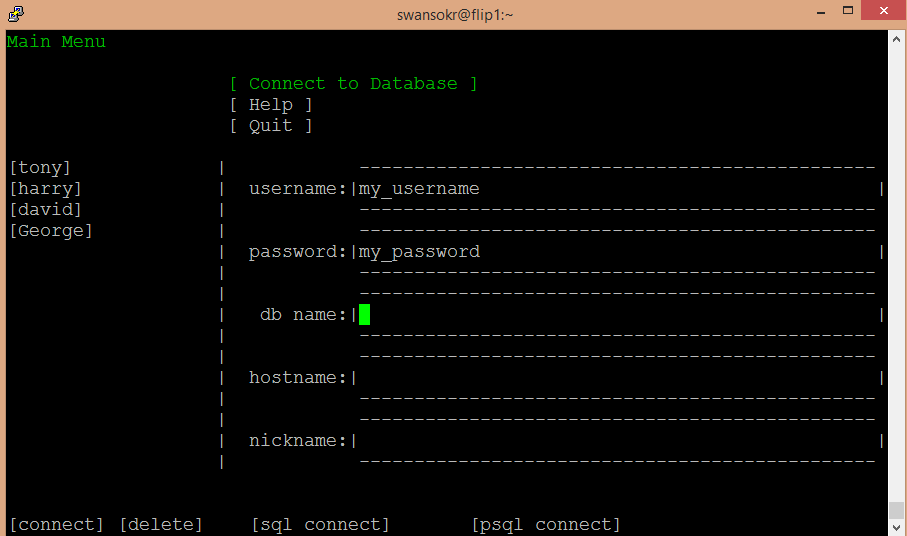 swansokr@flip1:~
Main Menu
[ Connect to Database ]
[ Help ]
[ Quit ]
[tony]
[harry]
[david]
[George]
username:|my_username
password:|my_password
db name:|
hostname:|
nickname:|
[connect] [delete] [sql connect] [psql connect]